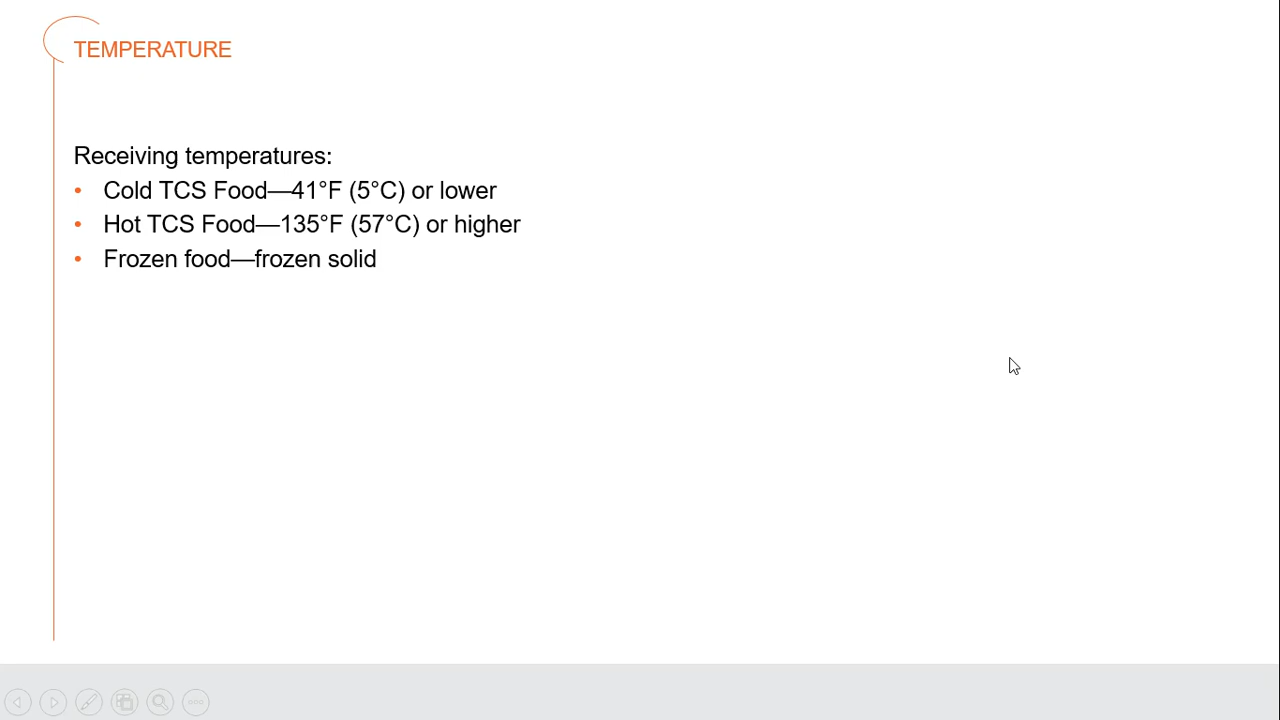 TEMPERATURE
Receiving temperatures:
• Cold TCS Food—41°F (5°C) or lower
• Hot TCS Food—135°F (57°C) or higher
• Frozen food—frozen solid